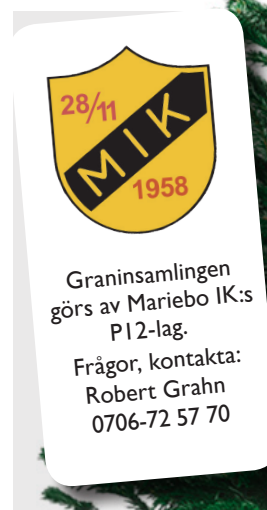 28/11
MIK
1958
Graninsamlingen
görs av Mariebo IK:s
P12-lag.
Frågor, kontakta:
Robert Grahn
0706-72 57 70